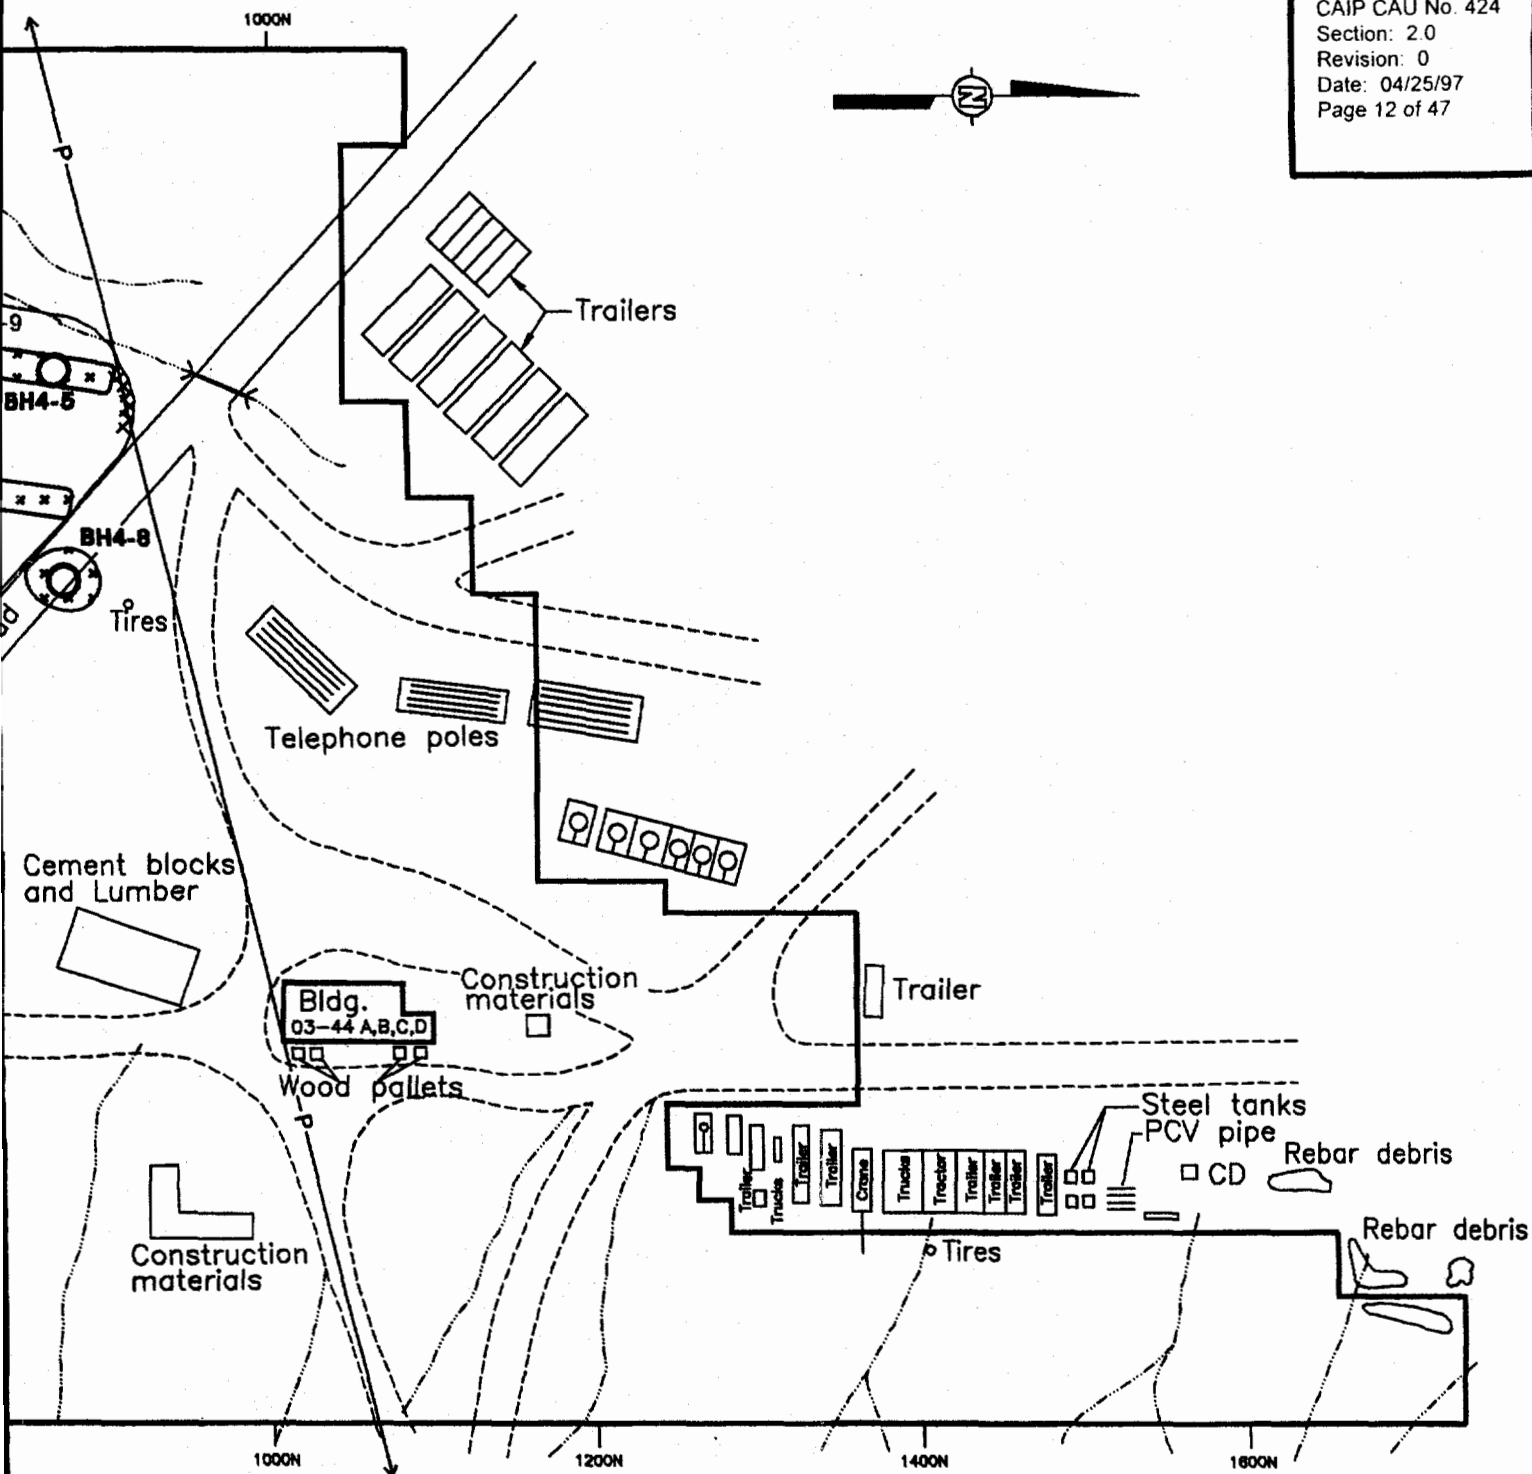 1000N
CAIP CAU No. 424
Section: 2.0
Revision: 0
Date: 04/25/97
Page 12 of 47
N
P
Trailers
-9
BH4-5
BH4-8
Tires
Telephone poles
Cement blocks
and Lumber
Construction
materials
Bldg.
03-44 A,B,C,D
Trailer
Wood pallets
P
Steel tanks
PCV pipe
Rebar debris
CD
Trailer
Trucks
Trailer
Trailer
Crane
Trucks
Tractor
Trailer
Trailer
Trailer
Trailer
Rebar debris
Tires
Construction
materials
1000N
1200N
1400N
1600N